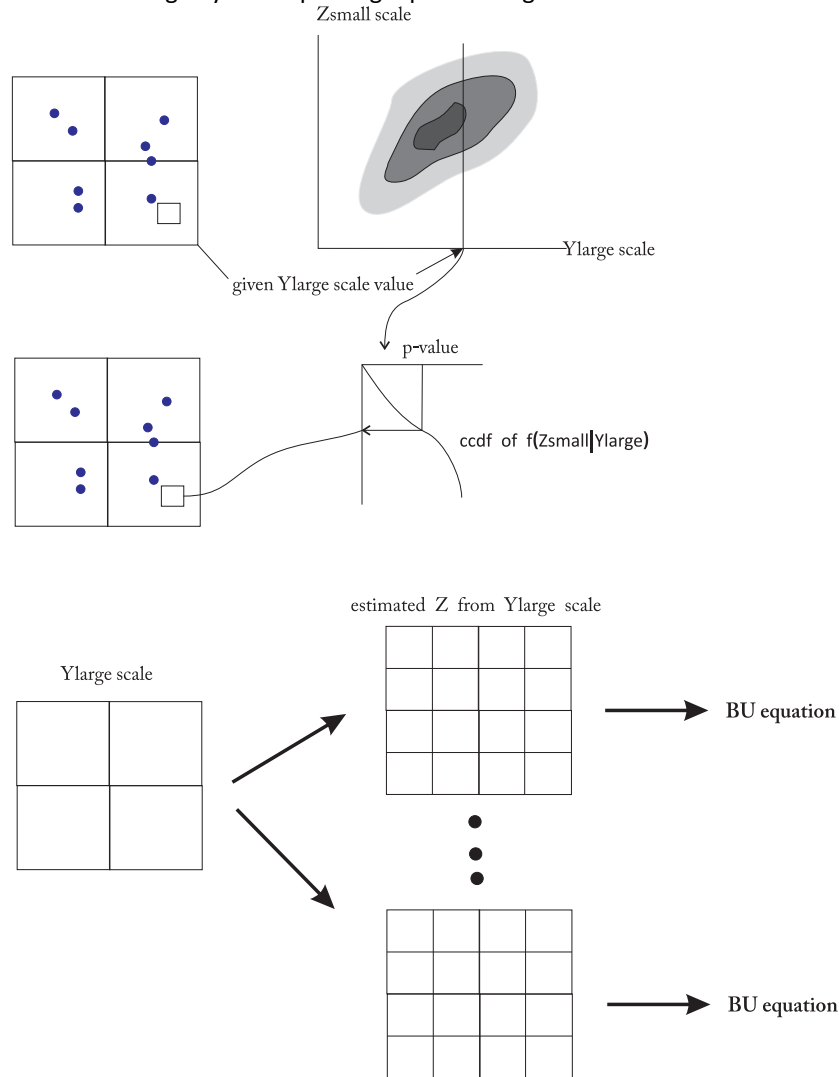 Zsmall scale
Ylarge scale
given Ylarge scale value
p-value
ccdf of f(Zsmall|Ylarge)
estimated Z from Ylarge scale
Ylarge scale
BU equation
BU equation